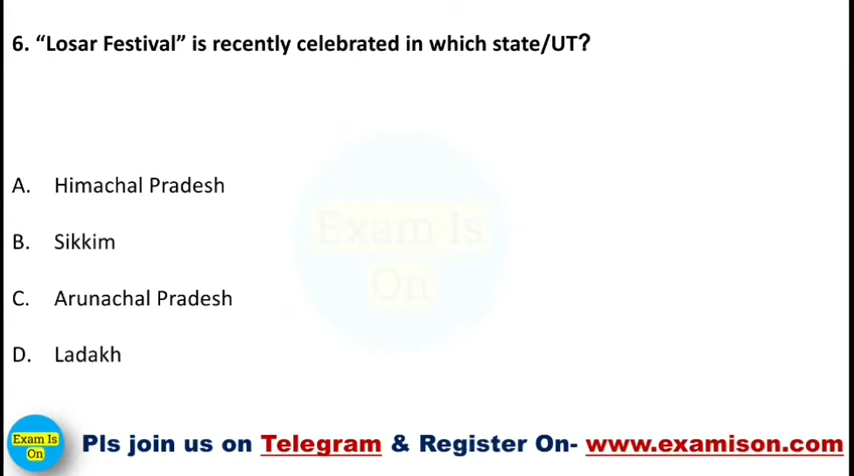 6. “Losar Festival” is recently celebrated in which state/UT?
A. Himachal Pradesh
Exam Is
On
B. Sikkim
C. Arunachal Pradesh
D. Ladakh
Exam Is
On
Pls join us on Telegram & Register On- www.examison.com